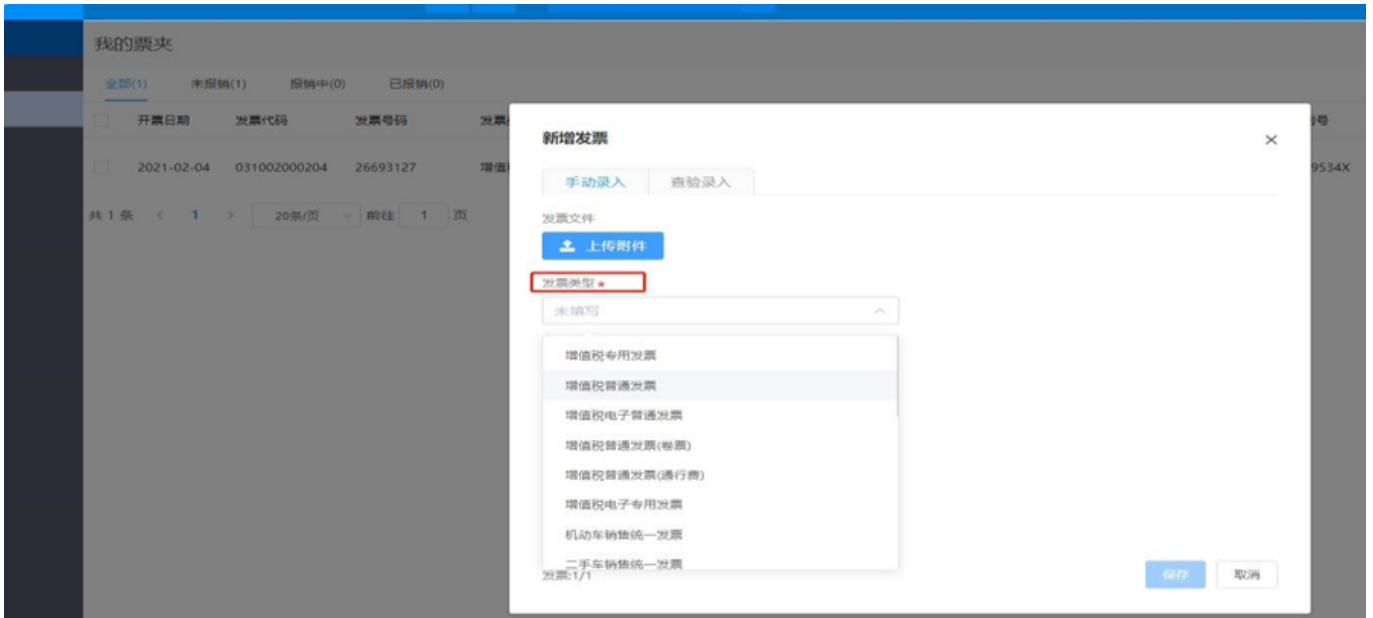 我的票夹
全部(1) 未报销(1) 报销中(0) 已报销(0)
开票日期 发票代码 发票号码 发票
2021-02-04 031002000204 26693127 增值
9534X
共 1 条 < 1 > 20条/页 前往 1 页
新增发票
手动录入 查验录入
发票文件
上传附件
发票类型 *
未填写
增值税专用发票
增值税普通发票
增值税电子普通发票
增值税普通发票(卷票)
增值税普通发票(通行费)
增值税电子专用发票
机动车销售统一发票
二手车销售统一发票
发票:1/1
保存 取消